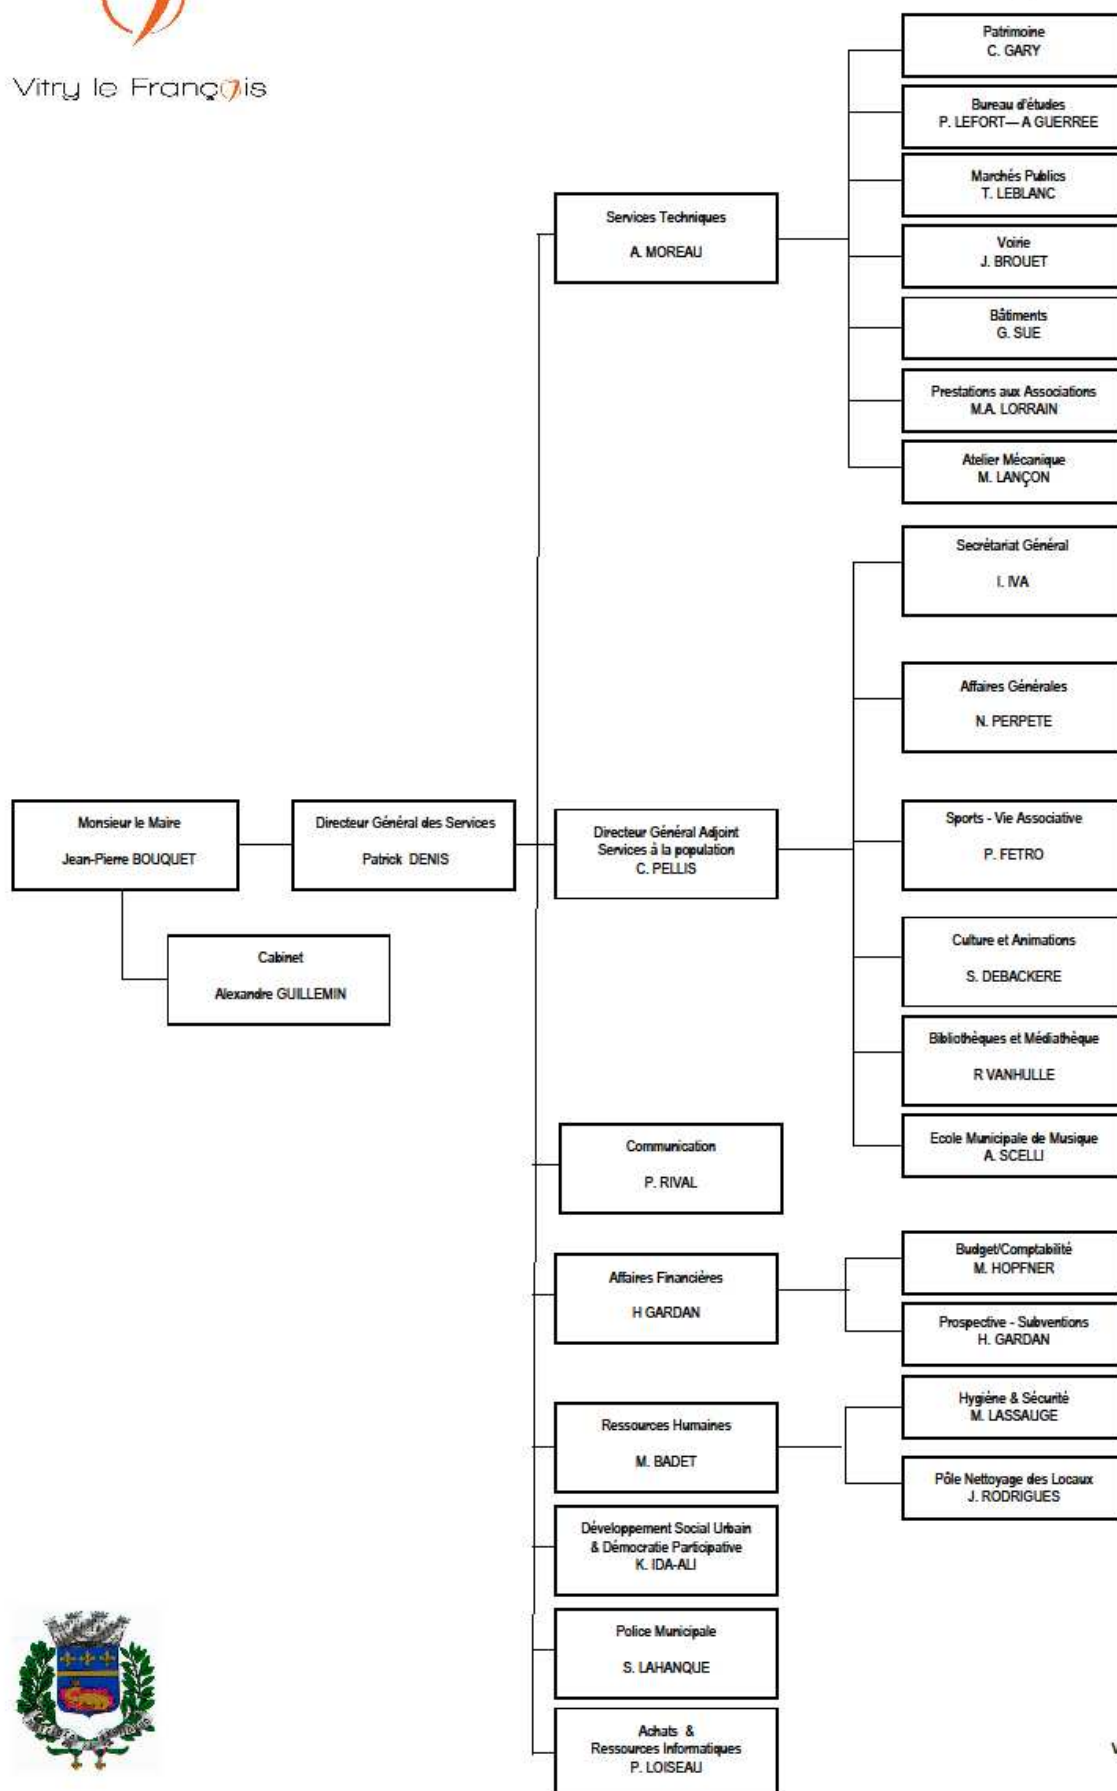 Vitry le François
Patrimoine
C. GARY
Bureau d'études
P. LEFORT— A GUERREE
Marchés Publics
T. LEBLANC
Services Techniques
A. MOREAU
Voirie
J. BROUET
Bâtiments
G. SUE
Prestations aux Associations
M.A. LORRAIN
Atelier Mécanique
M. LANÇON
Secrétariat Général
I. IVA
Affaires Générales
N. PERPETE
Monsieur le Maire
Jean-Pierre BOUQUET
Directeur Général des Services
Patrick DENIS
Directeur Général Adjoint
Services à la population
C. PELLIS
Sports - Vie Associative
P. FETRO
Cabinet
Alexandre GUILLEMIN
Culture et Animations
S. DEBACKERE
Bibliothèques et Médiathèque
R VANHULLE
Ecole Municipale de Musique
A. SCELLI
Communication
P. RIVAL
Affaires Financières
H GARDAN
Budget/Comptabilité
M. HOPFNER
Prospective - Subventions
H. GARDAN
Ressources Humaines
M. BADET
Hygiène & Sécurité
M. LASSAUGE
Pôle Nettoyage des Locaux
J. RODRIGUES
Développement Social Urbain
& Démocratie Participative
K. IDA-ALI
Police Municipale
S. LAHANQUE
Achats &
Ressources Informatiques
P. LOISEAU